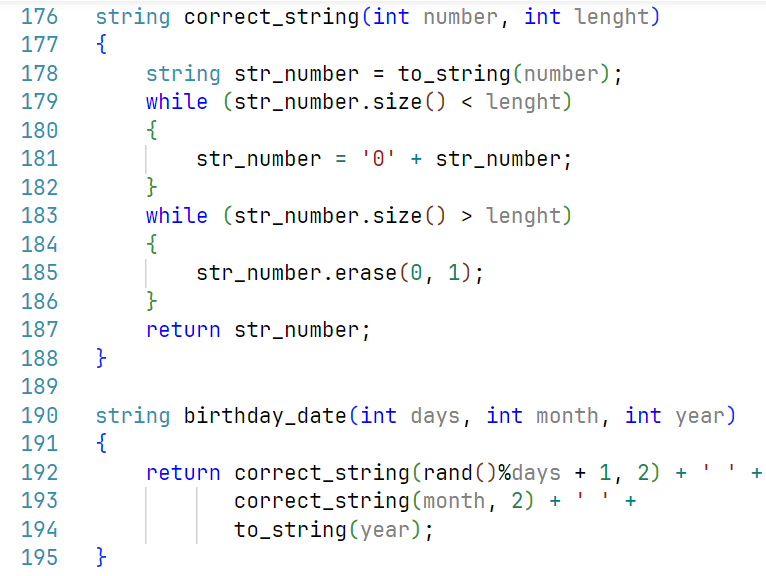 176 string correct_string(int number, int lenght)
177 {
178     string str_number = to_string(number);
179     while (str_number.size() < lenght)
180     {
181         str_number = '0' + str_number;
182     }
183     while (str_number.size() > lenght)
184     {
185         str_number.erase(0, 1);
186     }
187     return str_number;
188 }
189
190 string birthday_date(int days, int month, int year)
191 {
192     return correct_string(rand()%days + 1, 2) + ' ' +
193            correct_string(month, 2) + ' ' +
194            to_string(year);
195 }